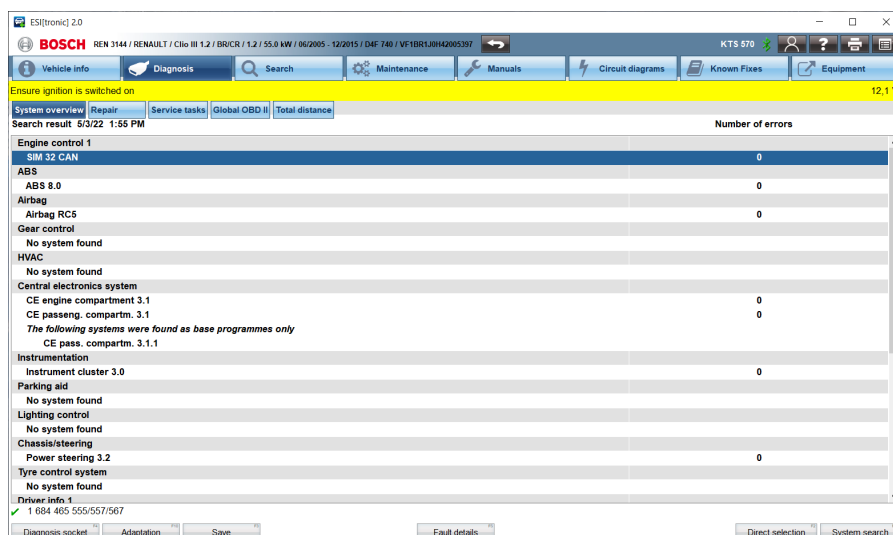 ESI[tronic] 2.0
BOSCH REN 3144 / RENAULT / Clio III 1.2 / BR/CR / 1.2 / 55.0 kW / 06/2005 - 12/2015 / D4F 740 / VF1BR1J0H42005397 KTS 570 ?
Vehicle info Diagnosis Search Maintenance Manuals Circuit diagrams Known Fixes Equipment
Ensure ignition is switched on 12,1
System overview Repair Service tasks Global OBD II Total distance
Search result 5/3/22 1:55 PM Number of errors
Engine control 1
SIM 32 CAN 0
ABS
ABS 8.0 0
Airbag
Airbag RC5 0
Gear control
No system found
HVAC
No system found
Central electronics system
CE engine compartment 3.1 0
CE passeng. compartm. 3.1 0
The following systems were found as base programmes only
CE pass. compartm. 3.1.1
Instrumentation
Instrument cluster 3.0 0
Parking aid
No system found
Lighting control
No system found
Chassis/steering
Power steering 3.2 0
Tyre control system
No system found
Driver info 1
1 684 465 555/557/567
Diagnosis socket Adaptation Save Fault details Direct selection System search